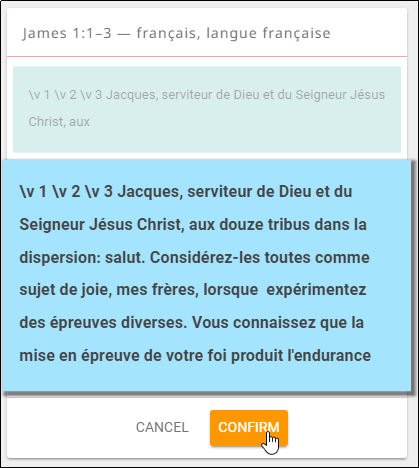 James 1:1–3 — français, langue française
\v 1 \v 2 \v 3 Jacques, serviteur de Dieu et du Seigneur Jésus
Christ, aux
\v 1 \v 2 \v 3 Jacques, serviteur de Dieu et du
Seigneur Jésus Christ, aux douze tribus dans la
dispersion: salut. Considérez-les toutes comme
sujet de joie, mes frères, lorsque  expérimentez
des épreuves diverses. Vous connaissez que la
mise en épreuve de votre foi produit l'endurance
CANCEL CONFIRM